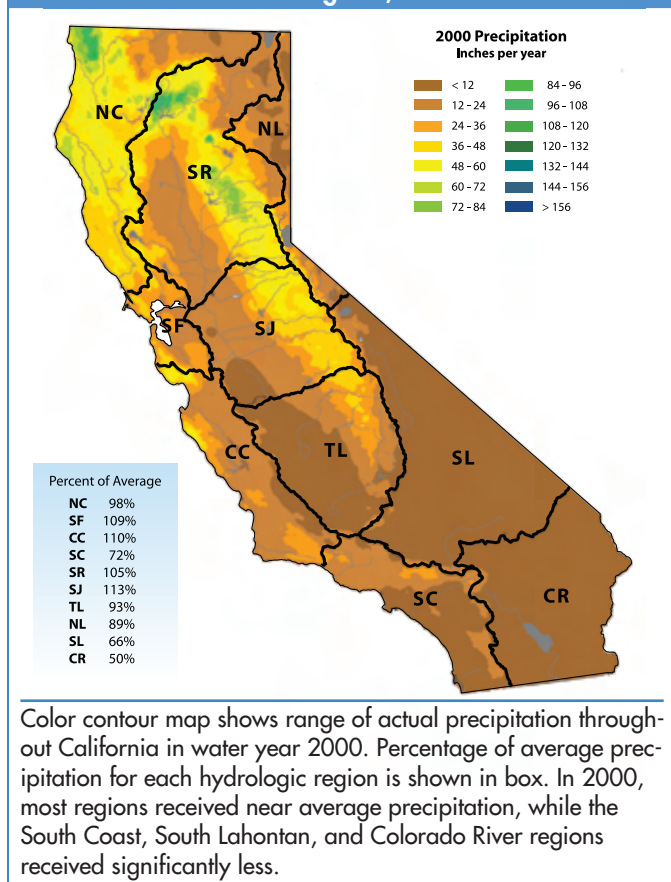 2000 Precipitation
Inches per year
< 12
12 – 24
24 – 36
36 – 48
48 – 60
60 – 72
72 – 84
84 – 96
96 – 108
108 – 120
120 – 132
132 – 144
144 – 156
> 156
NC
NL
SR
SF
SJ
CC
TL
SL
SC
CR
Percent of Average
NC 98%
SF 109%
CC 110%
SC 72%
SR 105%
SJ 113%
TL 93%
NL 89%
SL 66%
CR 50%
Color contour map shows range of actual precipitation through-
out California in water year 2000. Percentage of average prec-
ipitation for each hydrologic region is shown in box. In 2000,
most regions received near average precipitation, while the
South Coast, South Lahontan, and Colorado River regions
received significantly less.